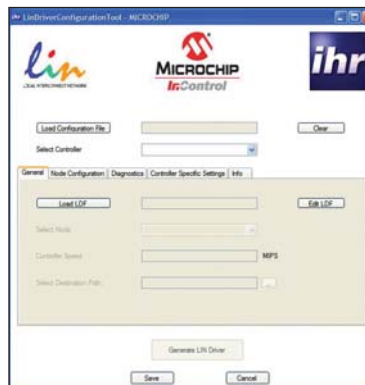 LinDriverConfigurationTool - MICROCHIP
lin
LOCAL INTERCONNECT NETWORK
MICROCHIP
In Control
ihr
Load Configuration File
Clear
Select Controller
General Node Configuration Diagnostics Controller Specific Settings Info
Load LDF
Edit LDF
Select Node
Controller Speed
MIPS
Select Destination Path
...
Generate LIN Driver
Save
Cancel